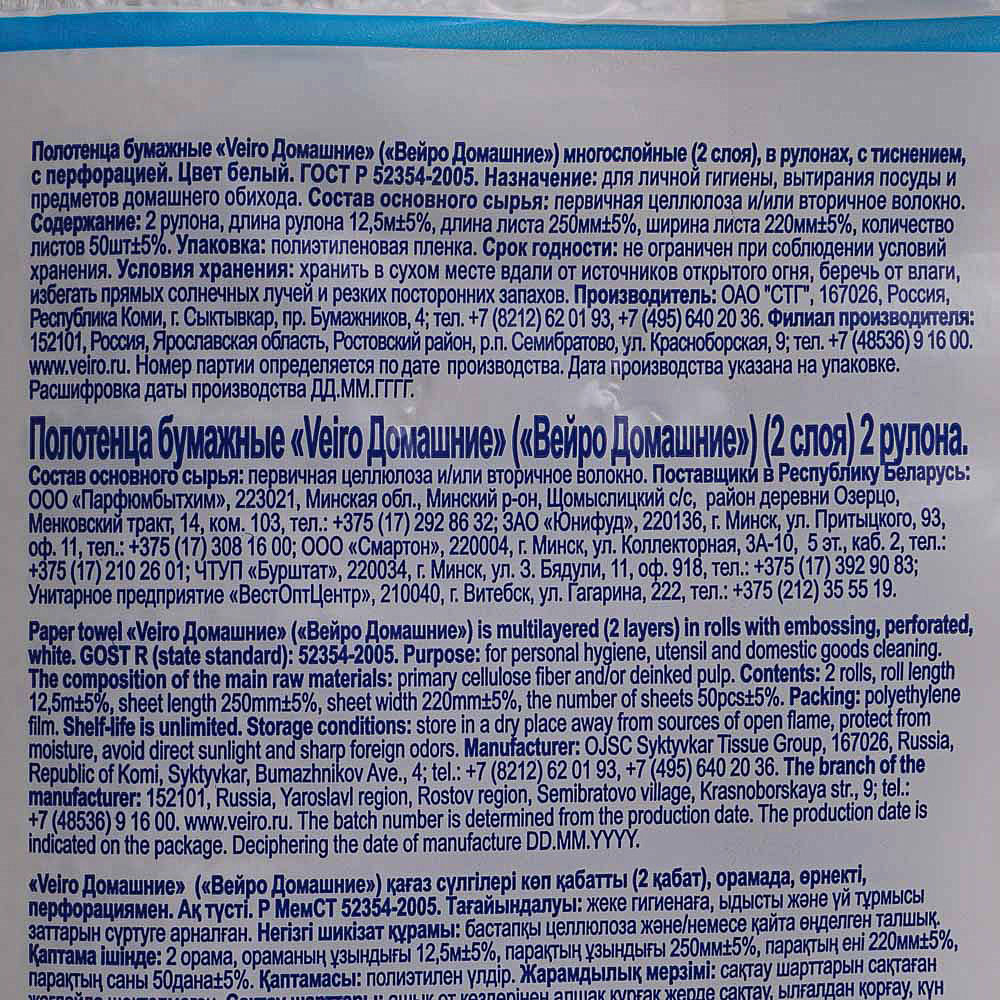 Полотенца бумажные «Veiro Домашние» («Вейро Домашние») многослойные (2 слоя), в рулонах, с тиснением,
с перфорацией. Цвет белый. ГОСТ Р 52354-2005. Назначение: для личной гигиены, вытирания посуды и
предметов домашнего обихода. Состав основного сырья: первичная целлюлоза и/или вторичное волокно.
Содержание: 2 рулона, длина рулона 12,5м±5%, длина листа 250мм±5%, ширина листа 220мм±5%, количество
листов 50шт±5%. Упаковка: полиэтиленовая пленка. Срок годности: не ограничен при соблюдении условий
хранения. Условия хранения: хранить в сухом месте вдали от источников открытого огня, беречь от влаги,
избегать прямых солнечных лучей и резких посторонних запахов. Производитель: ОАО "СТГ", 167026, Россия,
Республика Коми, г. Сыктывкар, пр. Бумажников, 4; тел. +7 (8212) 62 01 93, +7 (495) 640 20 36. Филиал производителя:
152101, Россия, Ярославская область, Ростовский район, р.п. Семибратово, ул. Красноборская, 9; тел. +7 (48536) 9 16 00.
www.veiro.ru. Номер партии определяется по дате производства. Дата производства указана на упаковке.
Расшифровка даты производства ДД.ММ.ГГГГ.
Полотенца бумажные «Veiro Домашние» («Вейро Домашние») (2 слоя) 2 рулона.
Состав основного сырья: первичная целлюлоза и/или вторичное волокно. Поставщики в Республику Беларусь:
ООО «Парфюмбытхим», 223021, Минская обл., Минский р-он, Щомыслицкий с/с, район деревни Озерцо,
Менковский тракт, 14, ком. 103, тел.: +375 (17) 292 86 32; ЗАО «Юнифуд», 220136, г. Минск, ул. Притыцкого, 93,
оф. 11, тел.: +375 (17) 308 16 00; ООО «Смартон», 220004, г. Минск, ул. Коллекторная, 3А-10, 5 эт., каб. 2, тел.:
+375 (17) 210 26 01; ЧТУП «Бурштат», 220034, г. Минск, ул. З. Бядули, 11, оф. 918, тел.: +375 (17) 392 90 83;
Унитарное предприятие «ВестОптЦентр», 210040, г. Витебск, ул. Гагарина, 222, тел.: +375 (212) 35 55 19.
Paper towel «Veiro Домашние» («Вейро Домашние») is multilayered (2 layers) in rolls with embossing, perforated,
white. GOST R (state standard): 52354-2005. Purpose: for personal hygiene, utensil and domestic goods cleaning.
The composition of the main raw materials: primary cellulose fiber and/or deinked pulp. Contents: 2 rolls, roll length
12,5m±5%, sheet length 250mm±5%, sheet width 220mm±5%, the number of sheets 50pcs±5%. Packing: polyethylene
film. Shelf-life is unlimited. Storage conditions: store in a dry place away from sources of open flame, protect from
moisture, avoid direct sunlight and sharp foreign odors. Manufacturer: OJSC Syktyvkar Tissue Group, 167026, Russia,
Republic of Komi, Syktyvkar, Bumazhnikov Ave., 4; tel.: +7 (8212) 62 01 93, +7 (495) 640 20 36. The branch of the
manufacturer: 152101, Russia, Yaroslavl region, Rostov region, Semibratovo village, Krasnoborskaya str., 9; tel.:
+7 (48536) 9 16 00. www.veiro.ru. The batch number is determined from the production date. The production date is
indicated on the package. Deciphering the date of manufacture DD.MM.YYYY.
«Veiro Домашние» («Вейро Домашние») қағаз сүлгілері көп қабатты (2 қабат), орамада, өрнекті,
перфорациямен. Ақ түсті. Р МемСТ 52354-2005. Тағайындалуы: жеке гигиенаға, ыдысты және үй тұрмысы
заттарын сүртуге арналған. Негізгі шикізат құрамы: бастапқы целлюлоза және/немесе қайта өңделген талшық.
Қаптама ішінде: 2 орама, ораманың ұзындығы 12,5м±5%, парақтың ұзындығы 250мм±5%, парақтың ені 220мм±5%,
парақтың саны 50дана±5%. Қаптамасы: полиэтилен үлдір. Жарамдылық мерзімі: сақтау шарттарын сақтаған
жағдайда шектелмеген. Сақтау шарттары: ашық от көздерінен алшақ құрғақ жерде сақтау, ылғалдан қорғау, күн